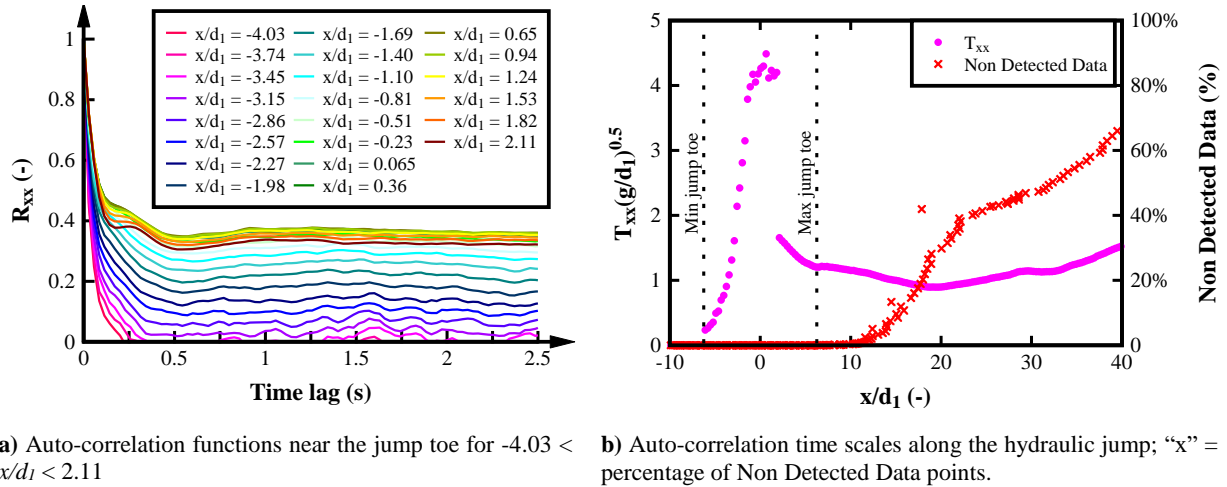 a
b
R_xx (-)
1
0.8
0.6
0.4
0.2
0
0
0.5
1
1.5
2
2.5
Time lag (s)
x/d1 = -4.03
x/d1 = -3.74
x/d1 = -3.45
x/d1 = -3.15
x/d1 = -2.86
x/d1 = -2.57
x/d1 = -2.27
x/d1 = -1.98
x/d1 = -1.69
x/d1 = -1.40
x/d1 = -1.10
x/d1 = -0.81
x/d1 = -0.51
x/d1 = -0.23
x/d1 = 0.065
x/d1 = 0.36
x/d1 = 0.65
x/d1 = 0.94
x/d1 = 1.24
x/d1 = 1.53
x/d1 = 1.82
x/d1 = 2.11
T_xx(g/d1)^0.5
5
4
3
2
1
0
-10
0
10
20
30
40
x/d1 (-)
Min jump toe
Max jump toe
T_xx
Non Detected Data
100%
80%
60%
40%
20%
0
Non Detected Data (%)
a) Auto-correlation functions near the jump toe for -4.03 <
x/d1 < 2.11
b) Auto-correlation time scales along the hydraulic jump; “x” =
percentage of Non Detected Data points.